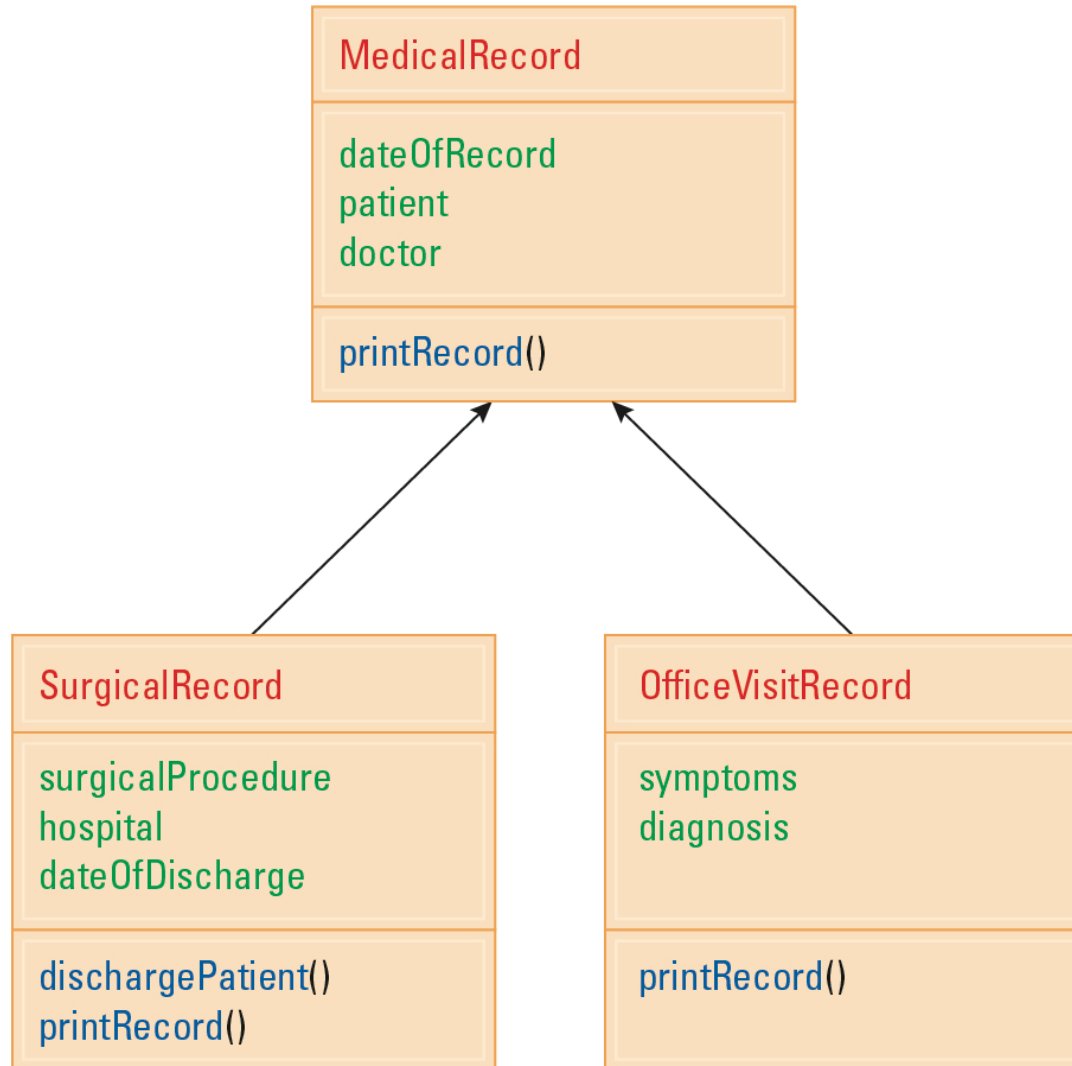 MedicalRecord
dateOfRecord
patient
doctor
printRecord()
SurgicalRecord
surgicalProcedure
hospital
dateOfDischarge
dischargePatient()
printRecord()
OfficeVisitRecord
symptoms
diagnosis
printRecord()